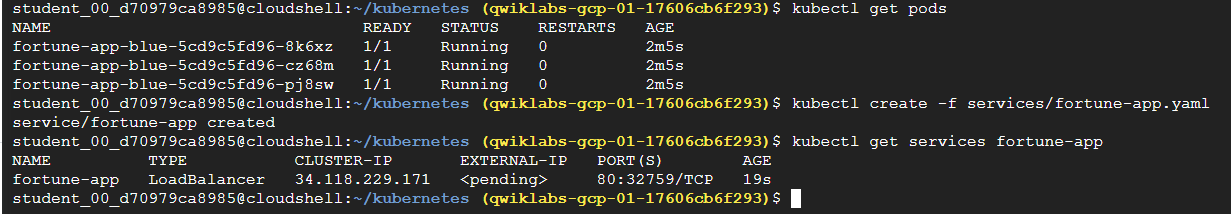 student_00_d70979ca8985@cloudshell:~/kubernetes (qwiklabs-gcp-01-17606cb6f293)$ kubectl get pods
NAME READY STATUS RESTARTS AGE
fortune-app-blue-5cd9c5fd96-8k6xz 1/1 Running 0 2m5s
fortune-app-blue-5cd9c5fd96-cz68m 1/1 Running 0 2m5s
fortune-app-blue-5cd9c5fd96-pj8sw 1/1 Running 0 2m5s
student_00_d70979ca8985@cloudshell:~/kubernetes (qwiklabs-gcp-01-17606cb6f293)$ kubectl create -f services/fortune-app.yaml
service/fortune-app created
student_00_d70979ca8985@cloudshell:~/kubernetes (qwiklabs-gcp-01-17606cb6f293)$ kubectl get services fortune-app
NAME TYPE CLUSTER-IP EXTERNAL-IP PORT(S) AGE
fortune-app LoadBalancer 34.118.229.171 <pending> 80:32759/TCP 19s
student_00_d70979ca8985@cloudshell:~/kubernetes (qwiklabs-gcp-01-17606cb6f293)$